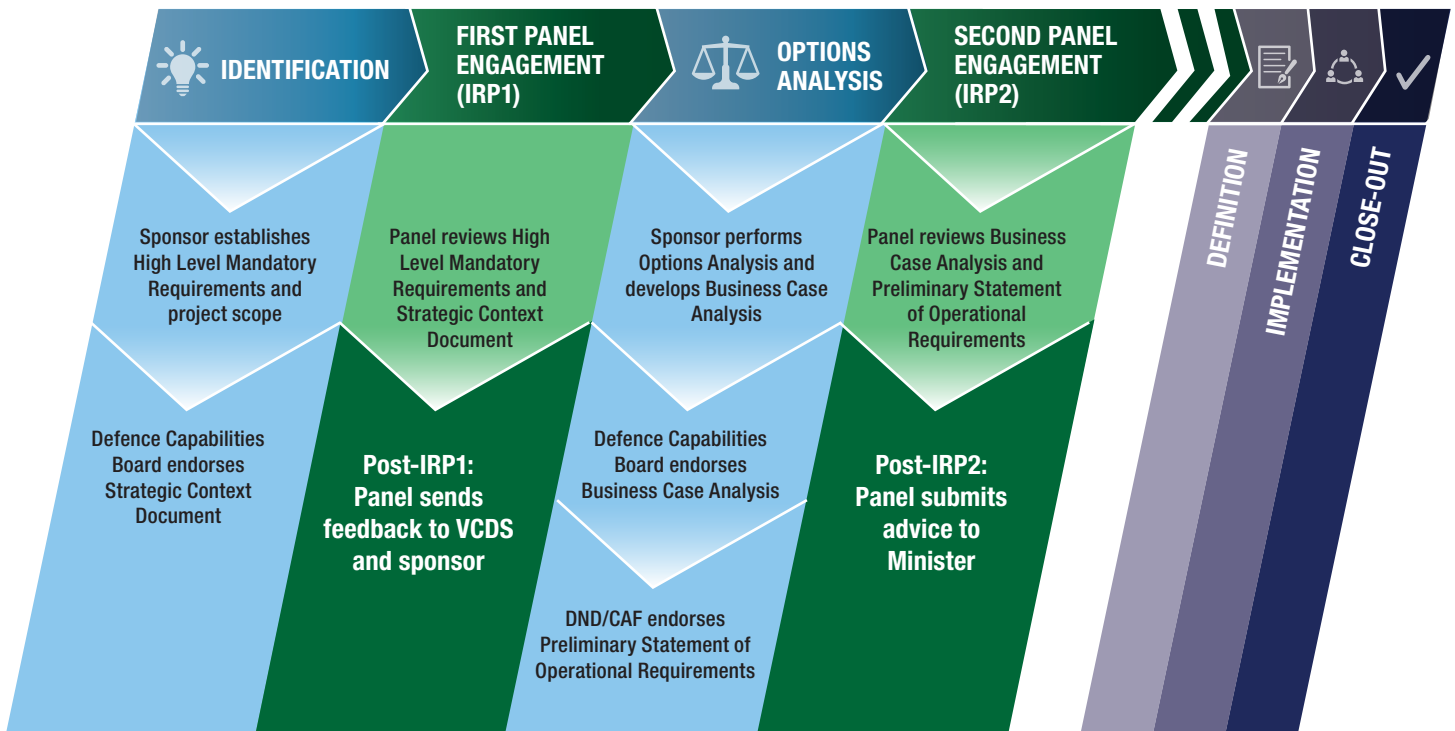 IDENTIFICATION
FIRST PANEL
ENGAGEMENT
(IRP1)
OPTIONS
ANALYSIS
SECOND PANEL
ENGAGEMENT
(IRP2)
Sponsor establishes
High Level Mandatory
Requirements and
project scope
Defence Capabilities
Board endorses
Strategic Context
Document
Panel reviews High
Level Mandatory
Requirements and
Strategic Context
Document
Post-IRP1:
Panel sends
feedback to VCDS
and sponsor
Sponsor performs
Options Analysis and
develops Business Case
Analysis
Defence Capabilities
Board endorses
Business Case Analysis
DND/CAF endorses
Preliminary Statement of
Operational Requirements
Panel reviews Business
Case Analysis and
Preliminary Statement
of Operational
Requirements
Post-IRP2:
Panel submits
advice to
Minister
DEFINITION
IMPLEMENTATION
CLOSE-OUT